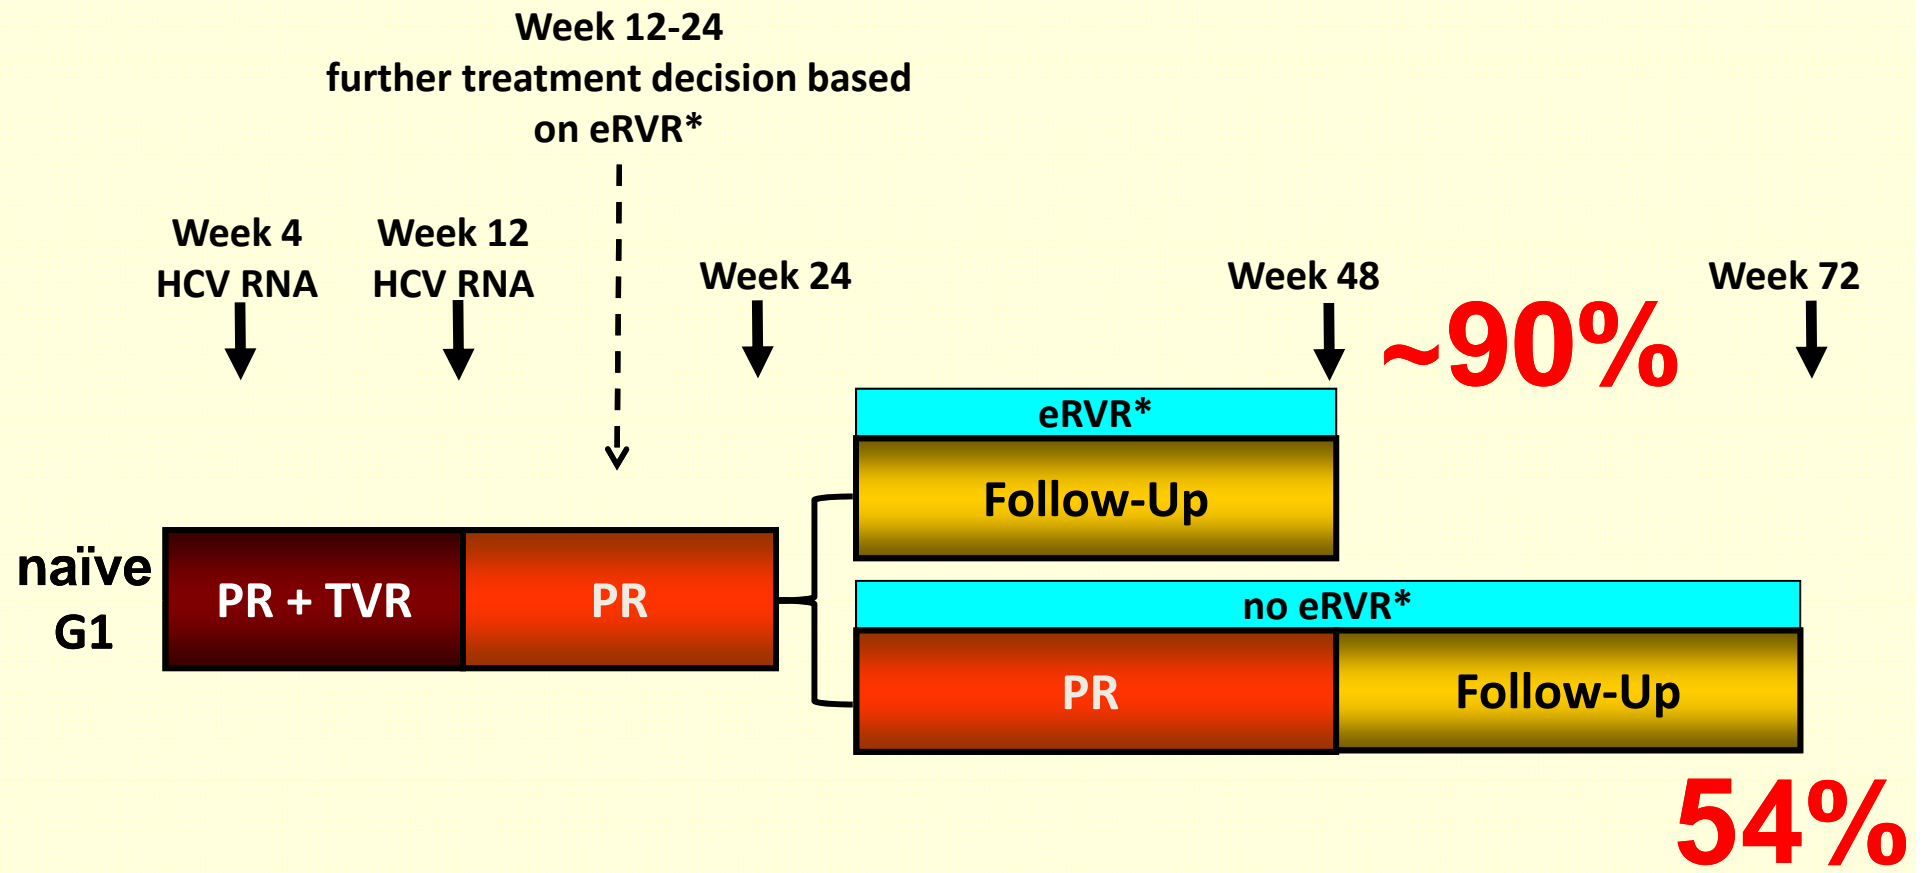 Week 12-24
further treatment decision based
on eRVR*
Week 4
HCV RNA
Week 12
HCV RNA
Week 24
Week 48
Week 72
~90%
eRVR*
Follow-Up
naïve
G1
PR + TVR
PR
no eRVR*
PR
Follow-Up
54%